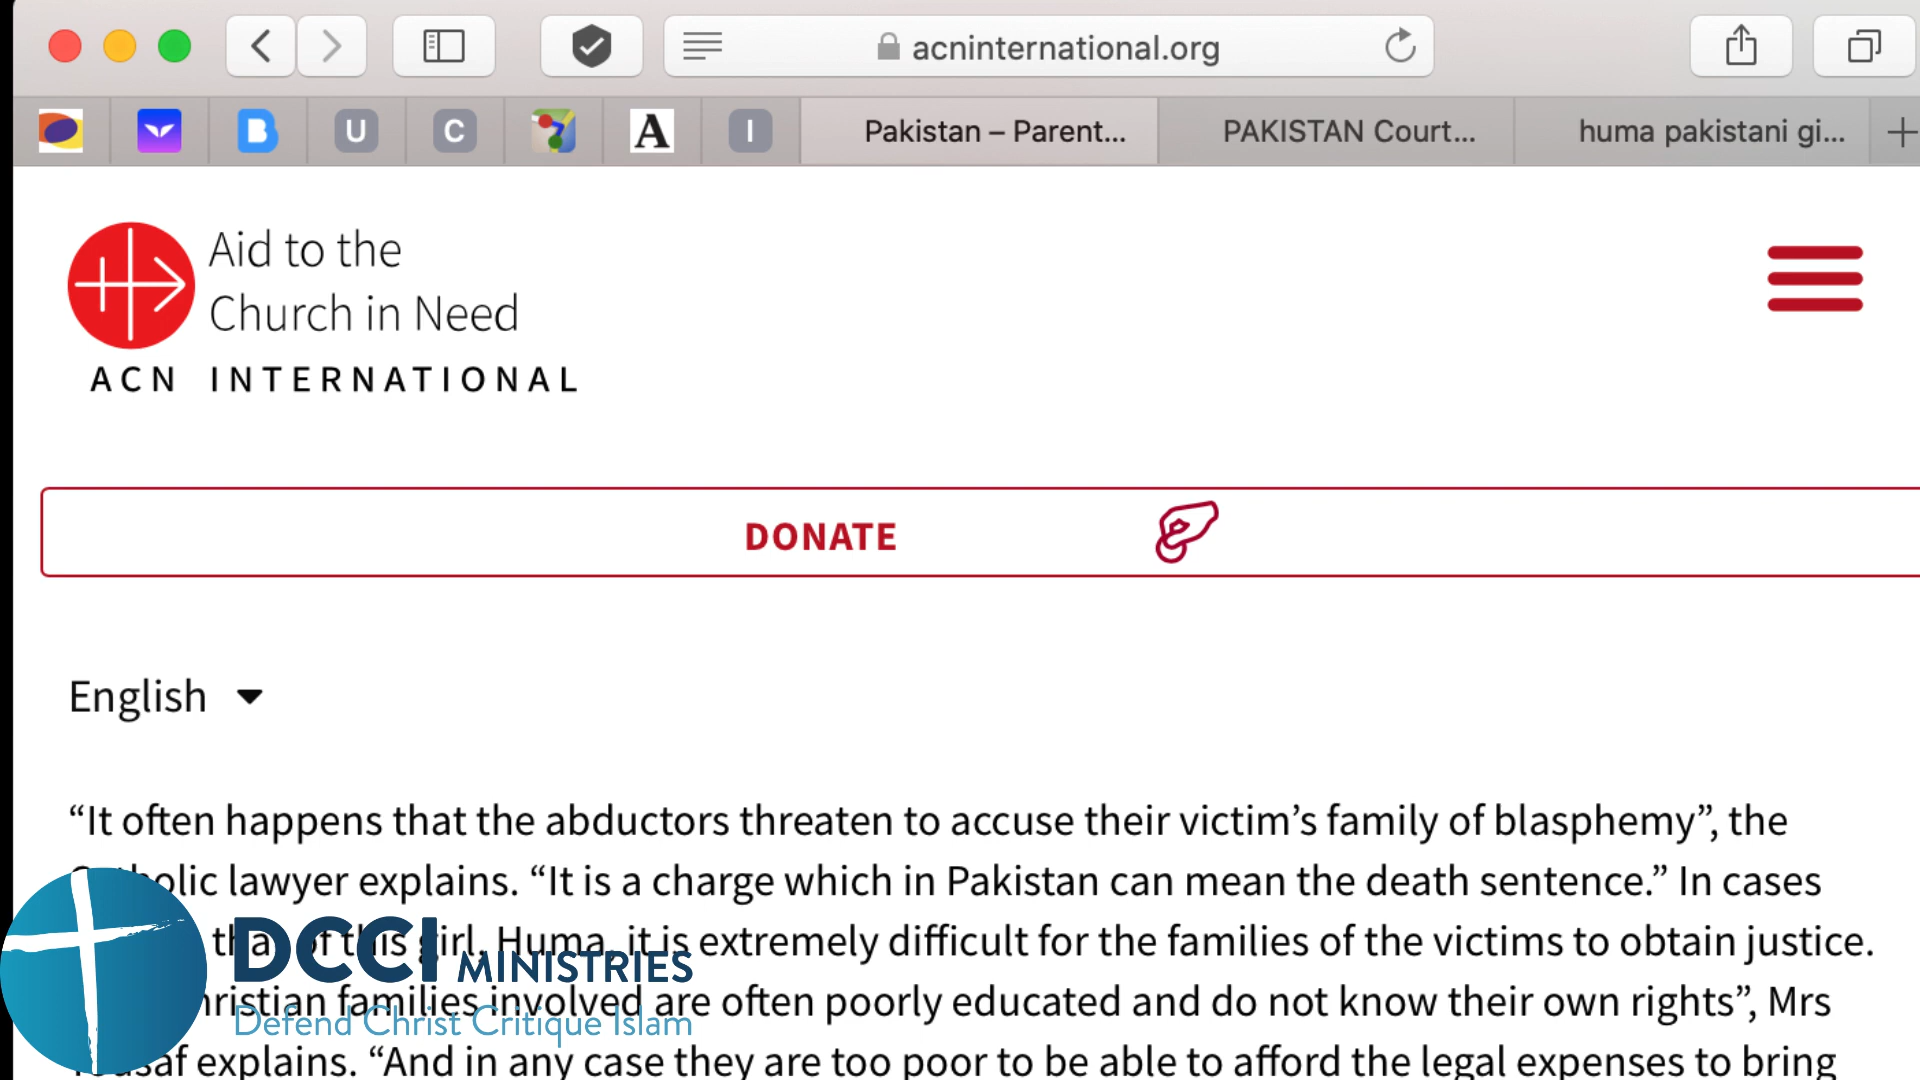 acninternational.org
B U C A I Pakistan – Parent... PAKISTAN Court... huma pakistani gi...
Aid to the
Church in Need
ACN INTERNATIONAL
DONATE
English
“It often happens that the abductors threaten to accuse their victim’s family of blasphemy”, the
lawyer explains. “It is a charge which in Pakistan can mean the death sentence.” In cases
that of this girl, Huma, it is extremely difficult for the families of the victims to obtain justice.
families involved are often poorly educated and do not know their own rights”, Mrs
explains. “And in any case they are too poor to be able to afford the legal expenses to bring
DCCI MINISTRIES
Defend Christ Critique Islam